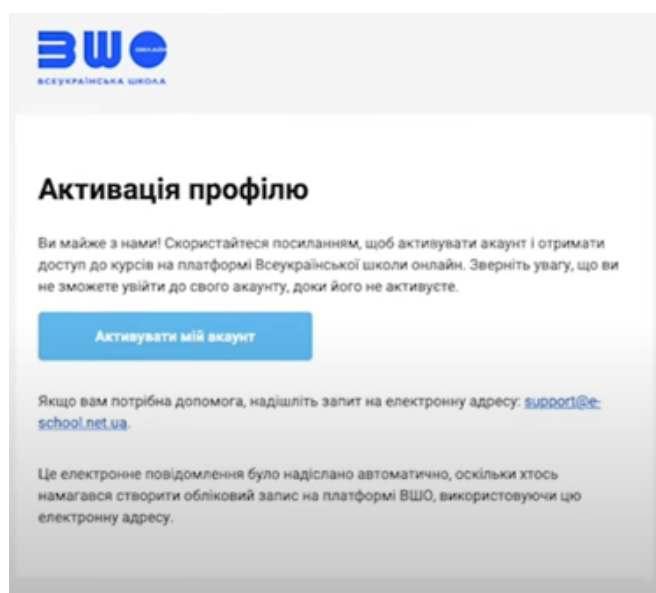 ВШО ОНЛАЙН
ВСЕУКРАЇНСЬКА ШКОЛА
Активація профілю
Ви майже з нами! Скористайтеся посиланням, щоб активувати акаунт і отримати
доступ до курсів на платформі Всеукраїнської школи онлайн. Зверніть увагу, що ви
не зможете увійти до свого акаунту, доки його не активуєте.
Активувати мій акаунт
Якщо вам потрібна допомога, надішліть запит на електронну адресу: support@e-
school.net.ua.
Це електронне повідомлення було надіслано автоматично, оскільки хтось
намагався створити обліковий запис на платформі ВШО, використовуючи цю
електронну адресу.